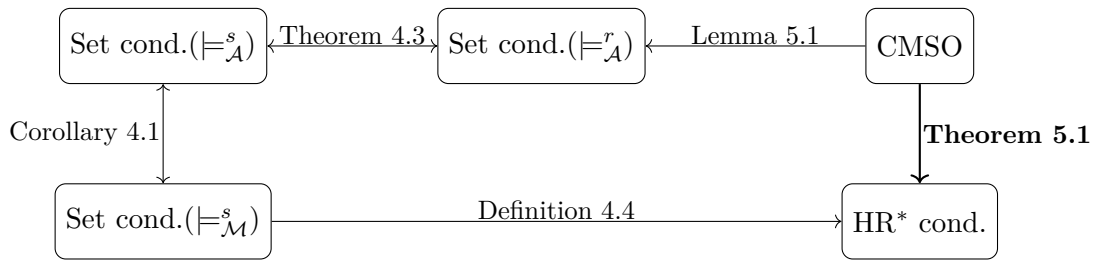 Set cond.(⊨ˢ_𝒜) Theorem 4.3 Set cond.(⊨ʳ_𝒜) Lemma 5.1 CMSO
Corollary 4.1 Theorem 5.1
Set cond.(⊨ˢ_ℳ) Definition 4.4 HR* cond.